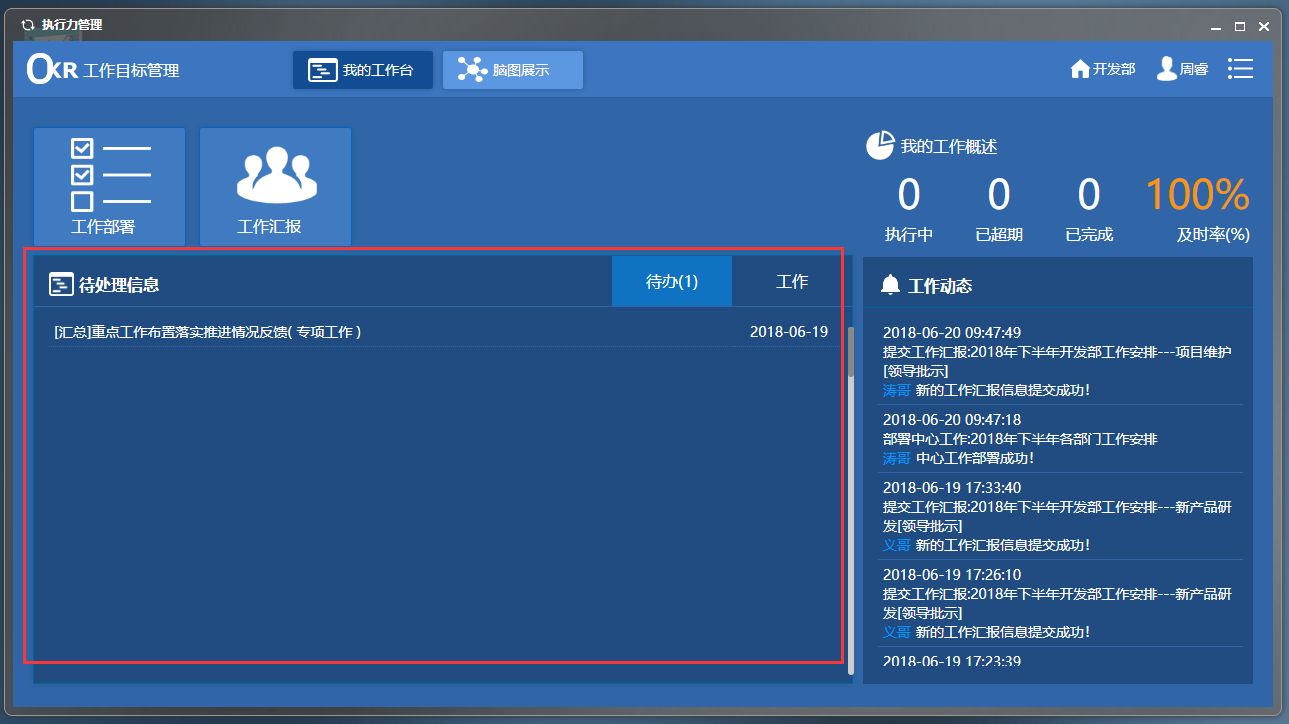 执行力管理
OKR 工作目标管理
我的工作台
脑图展示
开发部
周睿
工作部署
工作汇报
我的工作概述
0
0
0
100%
执行中
已超期
已完成
及时率(%)
待处理信息
待办(1)
工作
[汇总]重点工作布置落实推进情况反馈( 专项工作 )
2018-06-19
工作动态
2018-06-20 09:47:49
提交工作汇报:2018年下半年开发部工作安排---项目维护
[领导批示]
涛哥 新的工作汇报信息提交成功！
2018-06-20 09:47:18
部署中心工作:2018年下半年各部门工作安排
涛哥 中心工作部署成功！
2018-06-19 17:33:40
提交工作汇报:2018年下半年开发部工作安排---新产品研
发[领导批示]
义哥 新的工作汇报信息提交成功！
2018-06-19 17:26:10
提交工作汇报:2018年下半年开发部工作安排---新产品研
发[领导批示]
义哥 新的工作汇报信息提交成功！
2018-06-19 17:23:39